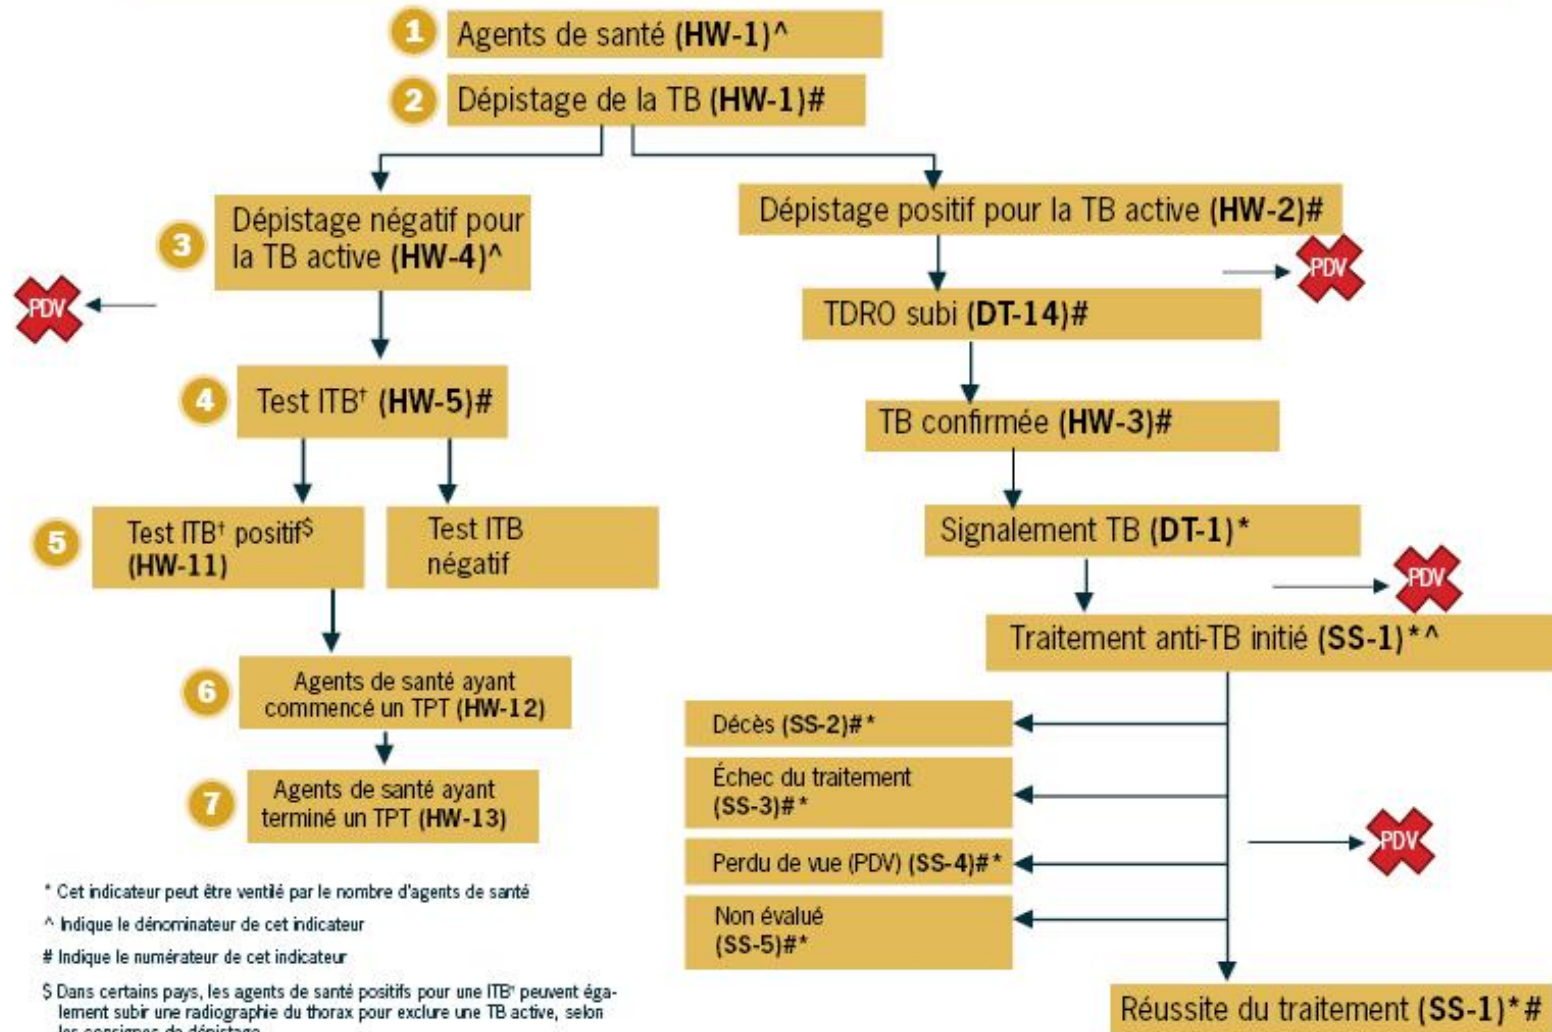 1 Agents de santé (HW-1)^
2 Dépistage de la TB (HW-1)#
3 Dépistage négatif pour
la TB active (HW-4)^
PDV
4 Test ITB† (HW-5)#
5 Test ITB† positif$
(HW-11)
Test ITB
négatif
6 Agents de santé ayant
commencé un TPT (HW-12)
7 Agents de santé ayant
terminé un TPT (HW-13)
Dépistage positif pour la TB active (HW-2)#
PDV
TDRO subi (DT-14)#
TB confirmée (HW-3)#
Signalement TB (DT-1)*
PDV
Traitement anti-TB initié (SS-1)*^
Décès (SS-2)#*
Échec du traitement
(SS-3)#*
Perdu de vue (PDV) (SS-4)#*
PDV
Non évalué
(SS-5)#*
Réussite du traitement (SS-1)*#
* Cet indicateur peut être ventilé par le nombre d'agents de santé
^ Indique le dénominateur de cet indicateur
# Indique le numérateur de cet indicateur
$ Dans certains pays, les agents de santé positifs pour une ITB† peuvent éga-
lement subir une radiographie du thorax pour exclure une TB active, selon
les consignes de dépistage